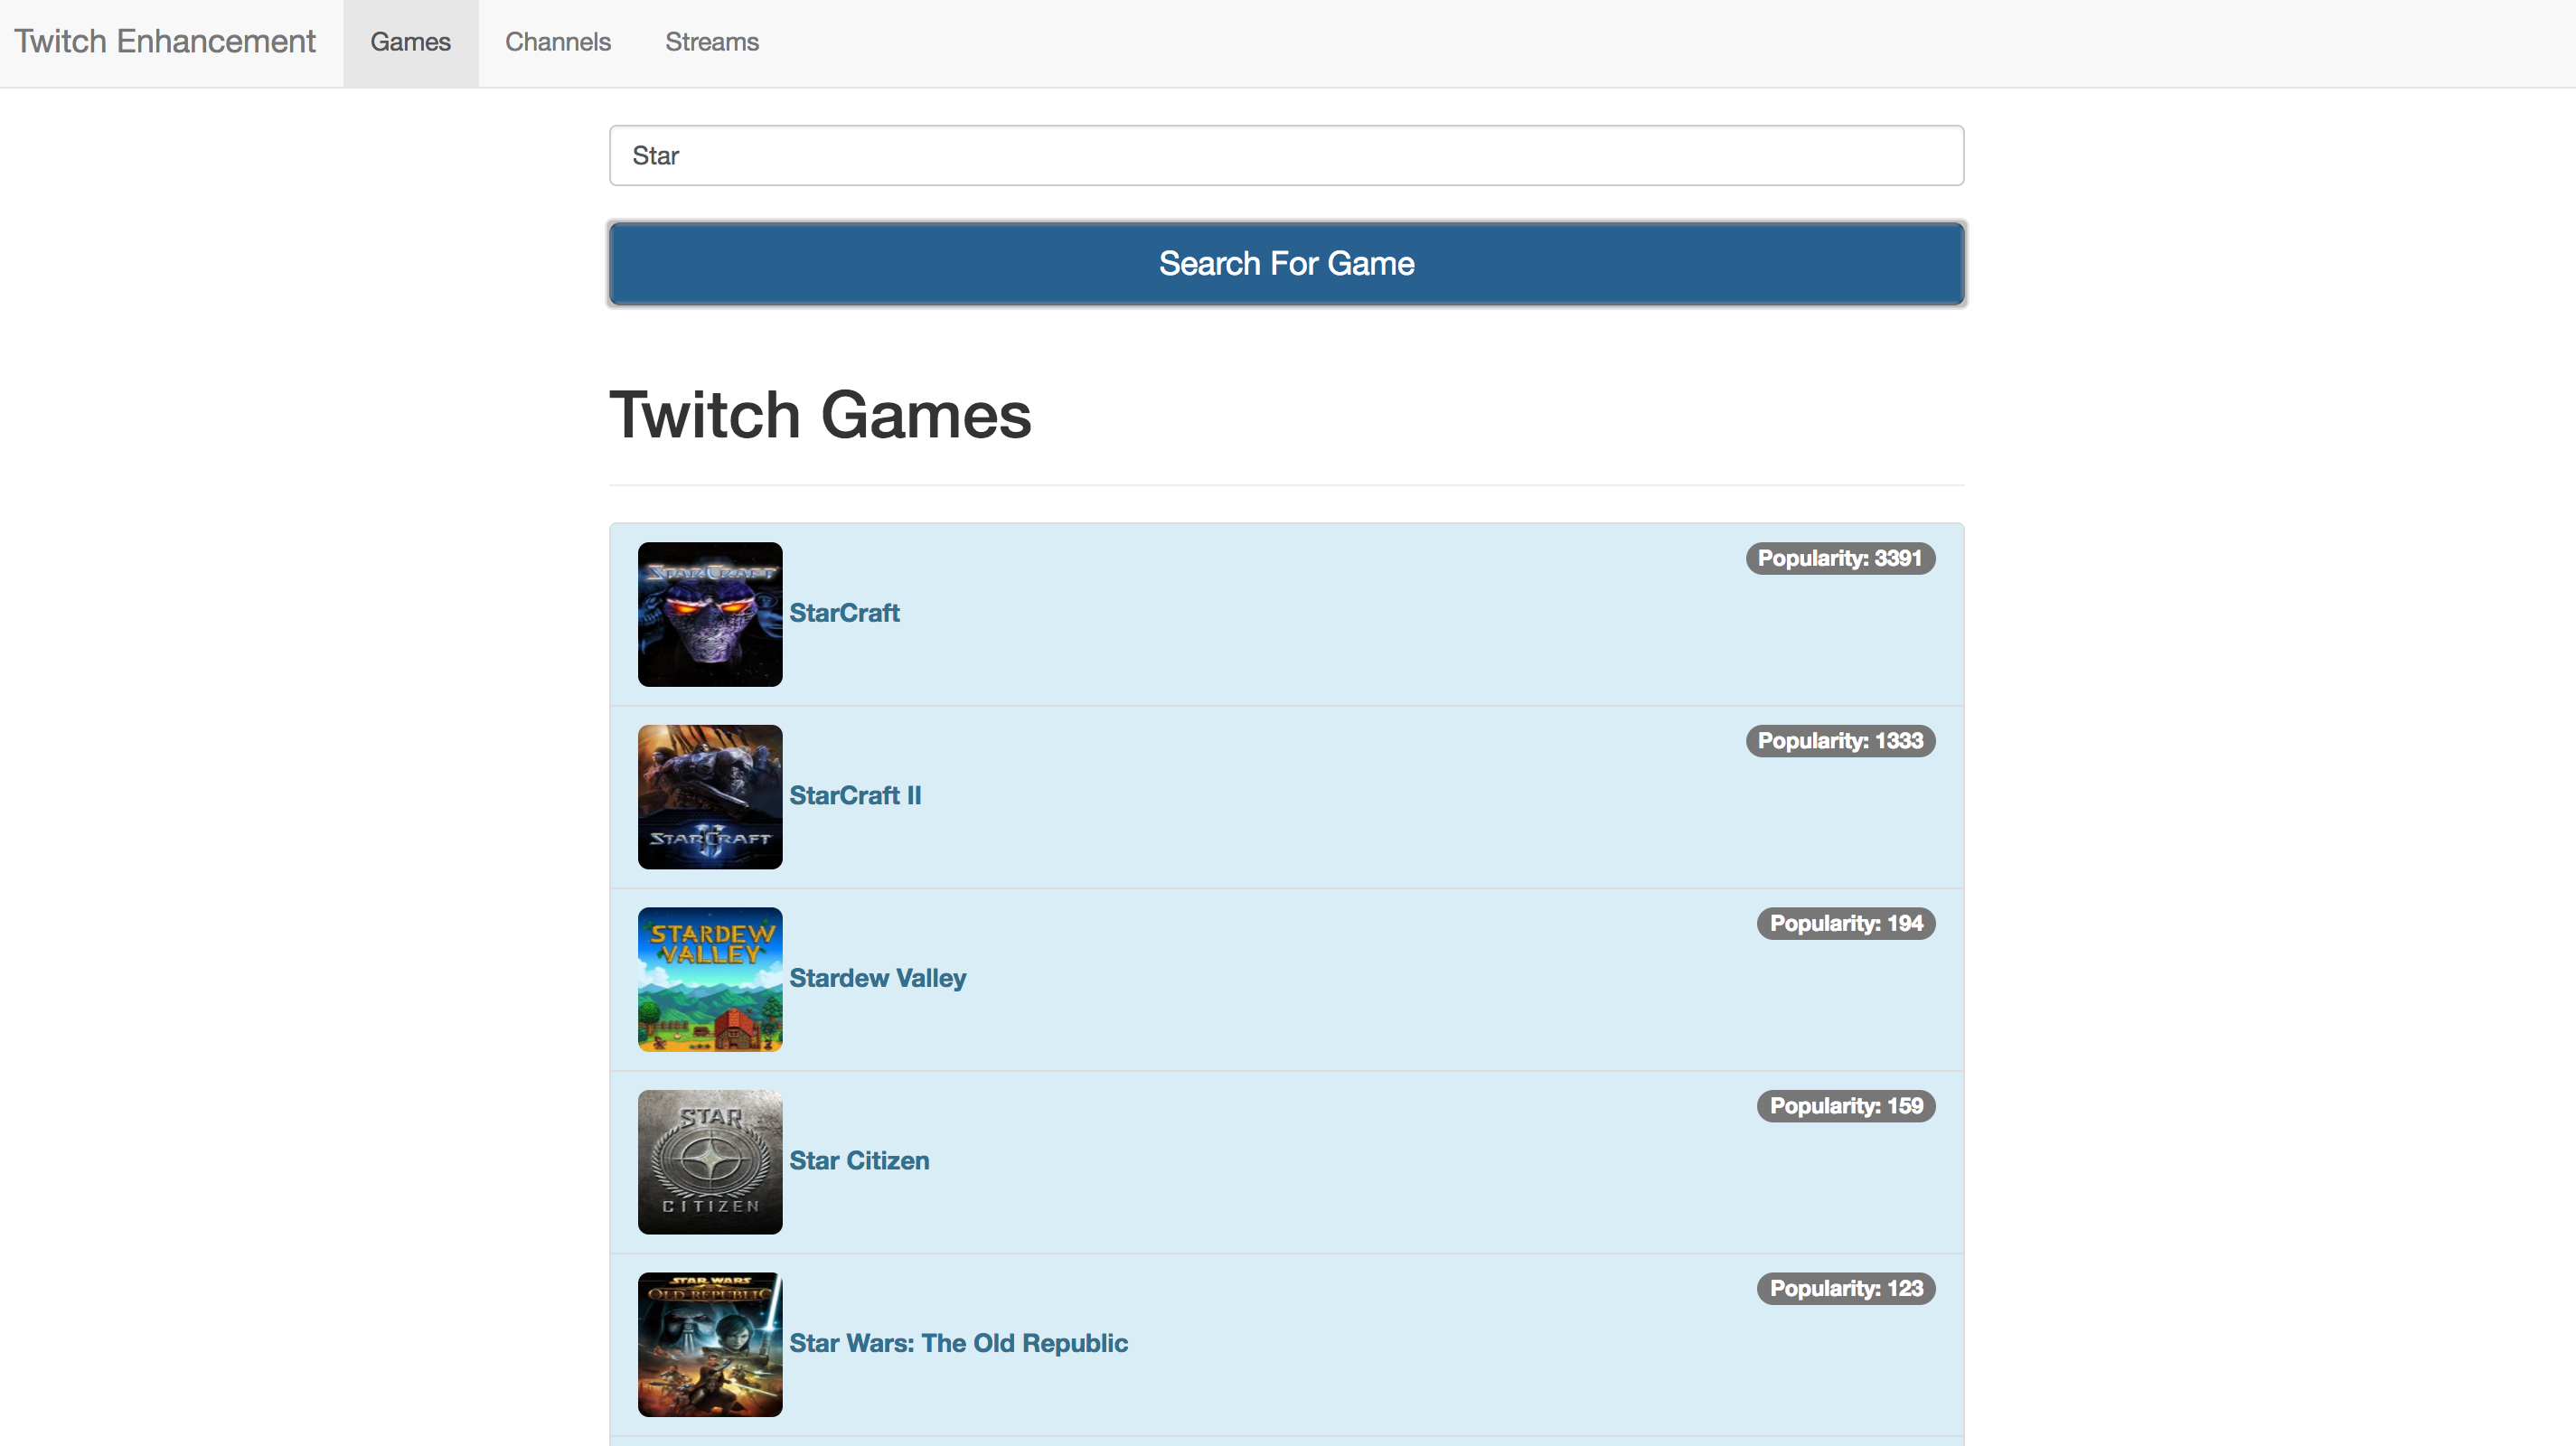 Twitch Enhancement Games Channels Streams
Star
Search For Game
Twitch Games
STARCRAFT
StarCraft
Popularity: 3391
STARCRAFT
II
StarCraft II
Popularity: 1333
STARDEW
VALLEY
Stardew Valley
Popularity: 194
STAR
CITIZEN
Star Citizen
Popularity: 159
STAR WARS
OLD REPUBLIC
Star Wars: The Old Republic
Popularity: 123